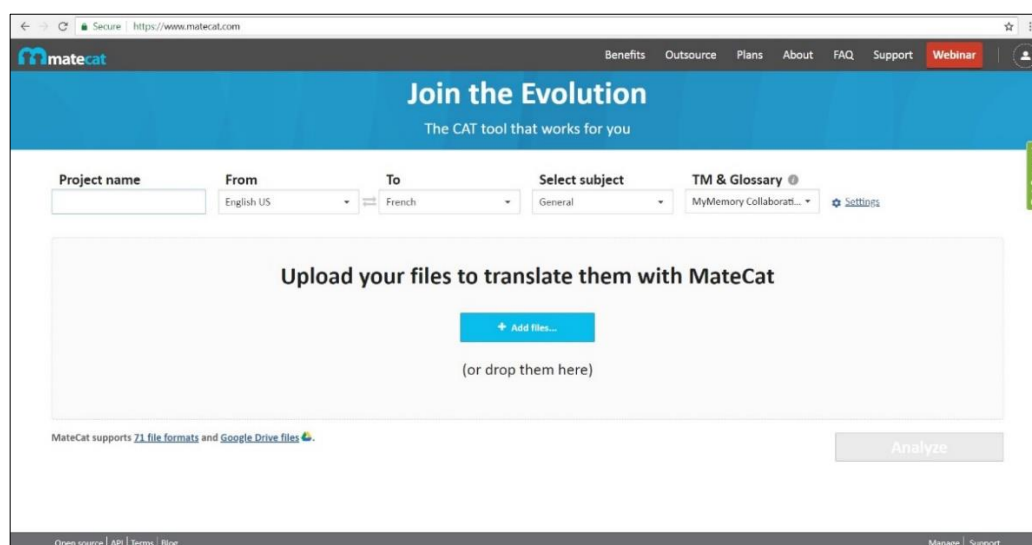 Secure https://www.matecat.com
matecat Benefits Outsource Plans About FAQ Support Webinar
Join the Evolution
The CAT tool that works for you
Project name From To Select subject TM & Glossary
English US French General MyMemory Collaborati... Settings
Upload your files to translate them with MateCat
+ Add files...
(or drop them here)
MateCat supports 71 file formats and Google Drive files.
Analyze
Open source | API | Terms | Blog Manage | Support